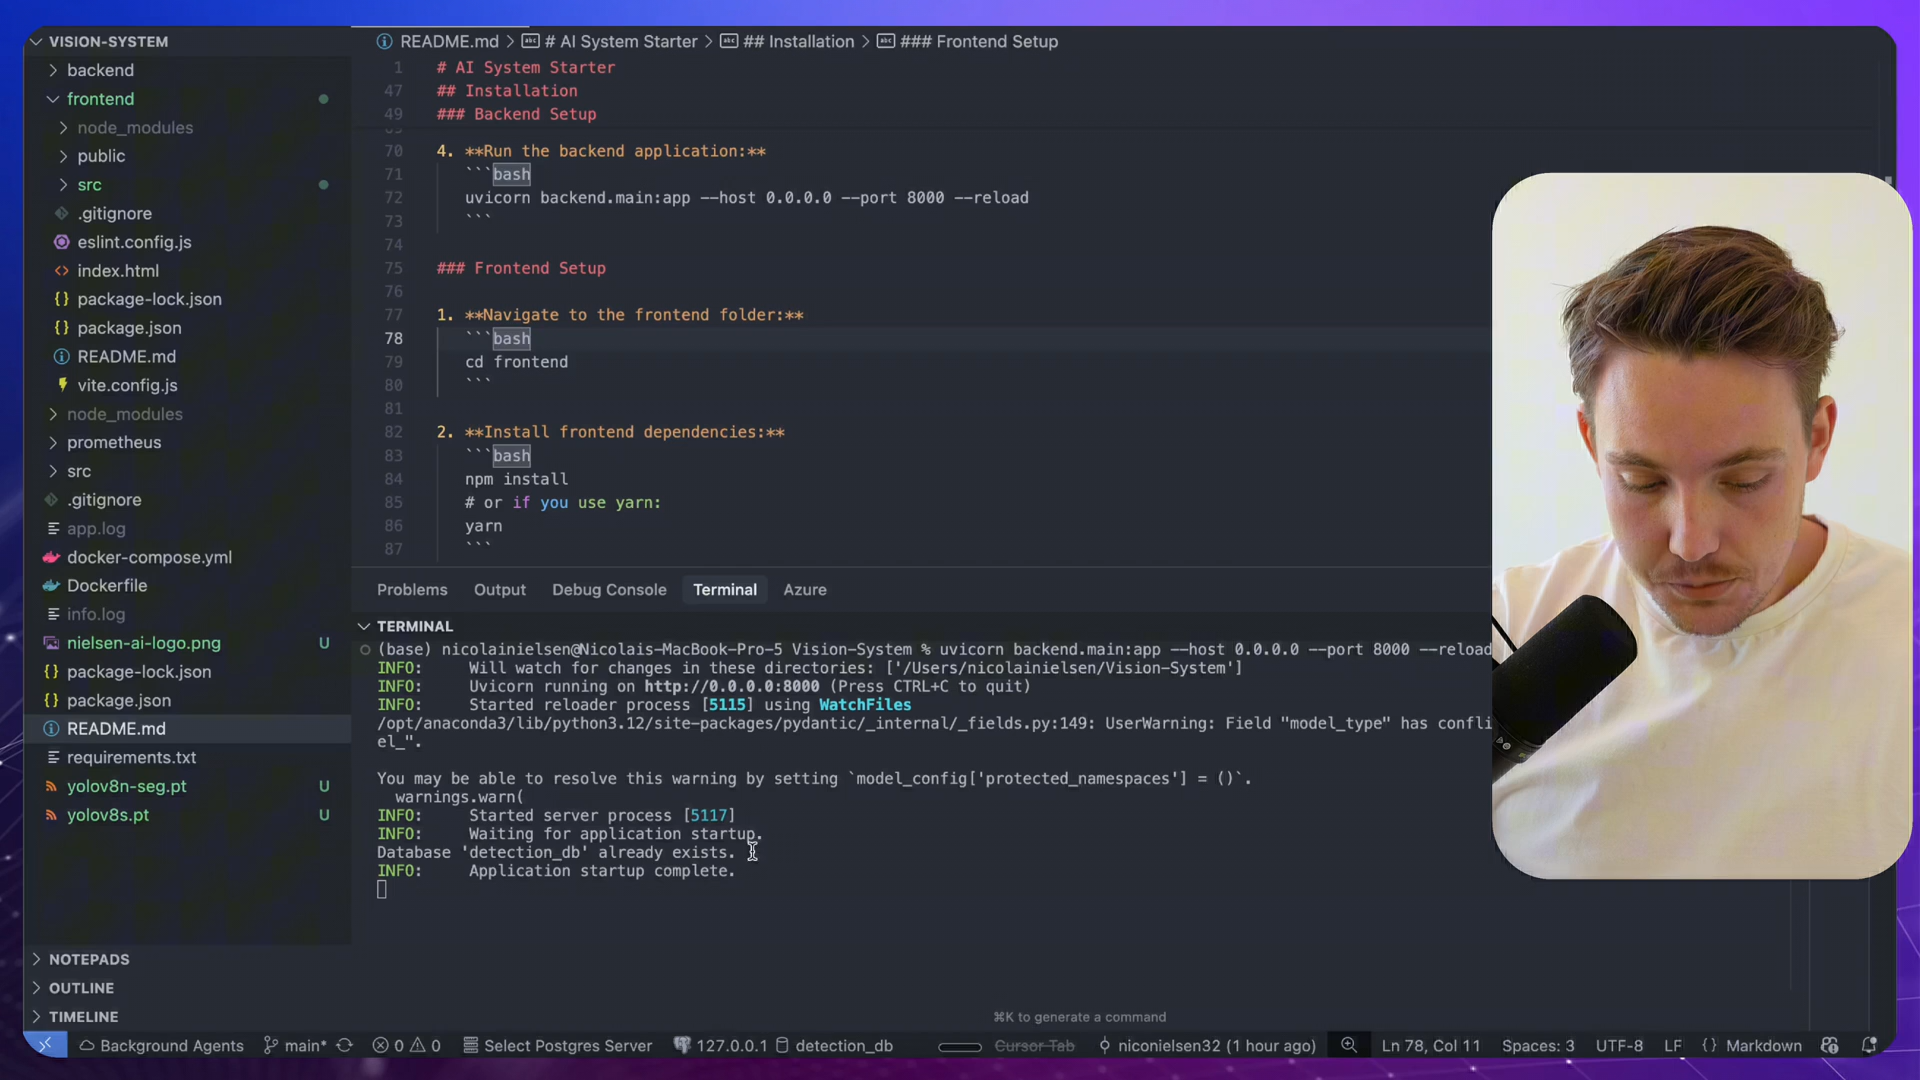 VISION-SYSTEM
backend
frontend
node_modules
public
src
.gitignore
eslint.config.js
index.html
package-lock.json
package.json
README.md
vite.config.js
node_modules
prometheus
src
.gitignore
app.log
docker-compose.yml
Dockerfile
info.log
nielsen-ai-logo.png U
package-lock.json
package.json
README.md
requirements.txt
yolov8n-seg.pt U
yolov8s.pt U
NOTEPADS
OUTLINE
TIMELINE
README.md > # AI System Starter > ## Installation > ### Frontend Setup
1 # AI System Starter
47 ## Installation
49 ### Backend Setup
70 4. **Run the backend application:**
71 ```bash
72 uvicorn backend.main:app --host 0.0.0.0 --port 8000 --reload
73 ```
74
75 ### Frontend Setup
76
77 1. **Navigate to the frontend folder:**
78 ```bash
79 cd frontend
80 ```
81
82 2. **Install frontend dependencies:**
83 ```bash
84 npm install
85 # or if you use yarn:
86 yarn
87 ```
Problems Output Debug Console Terminal Azure
TERMINAL
(base) nicolainielsen@Nicolais-MacBook-Pro-5 Vision-System % uvicorn backend.main:app --host 0.0.0.0 --port 8000 --reload
INFO: Will watch for changes in these directories: ['/Users/nicolainielsen/Vision-System']
INFO: Uvicorn running on http://0.0.0.0:8000 (Press CTRL+C to quit)
INFO: Started reloader process [5115] using WatchFiles
/opt/anaconda3/lib/python3.12/site-packages/pydantic/_internal/_fields.py:149: UserWarning: Field "model_type" has confli
el_".
You may be able to resolve this warning by setting `model_config['protected_namespaces'] = ()`.
warnings.warn(
INFO: Started server process [5117]
INFO: Waiting for application startup.
Database 'detection_db' already exists.
INFO: Application startup complete.
⌘K to generate a command
Background Agents main* 0 0 Select Postgres Server 127.0.0.1 detection_db Cursor Tab niconielsen32 (1 hour ago) Ln 78, Col 11 Spaces: 3 UTF-8 LF {} Markdown